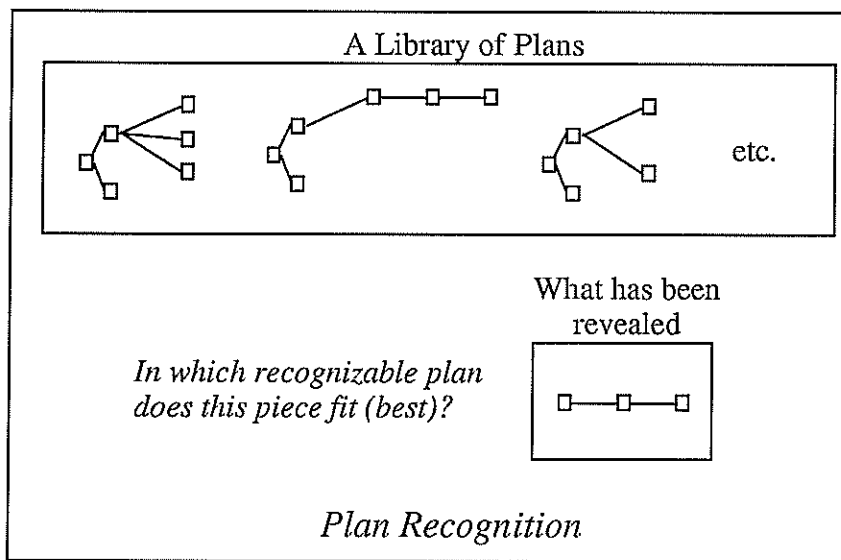 A Library of Plans
etc.
What has been
revealed
In which recognizable plan
does this piece fit (best)?
Plan Recognition